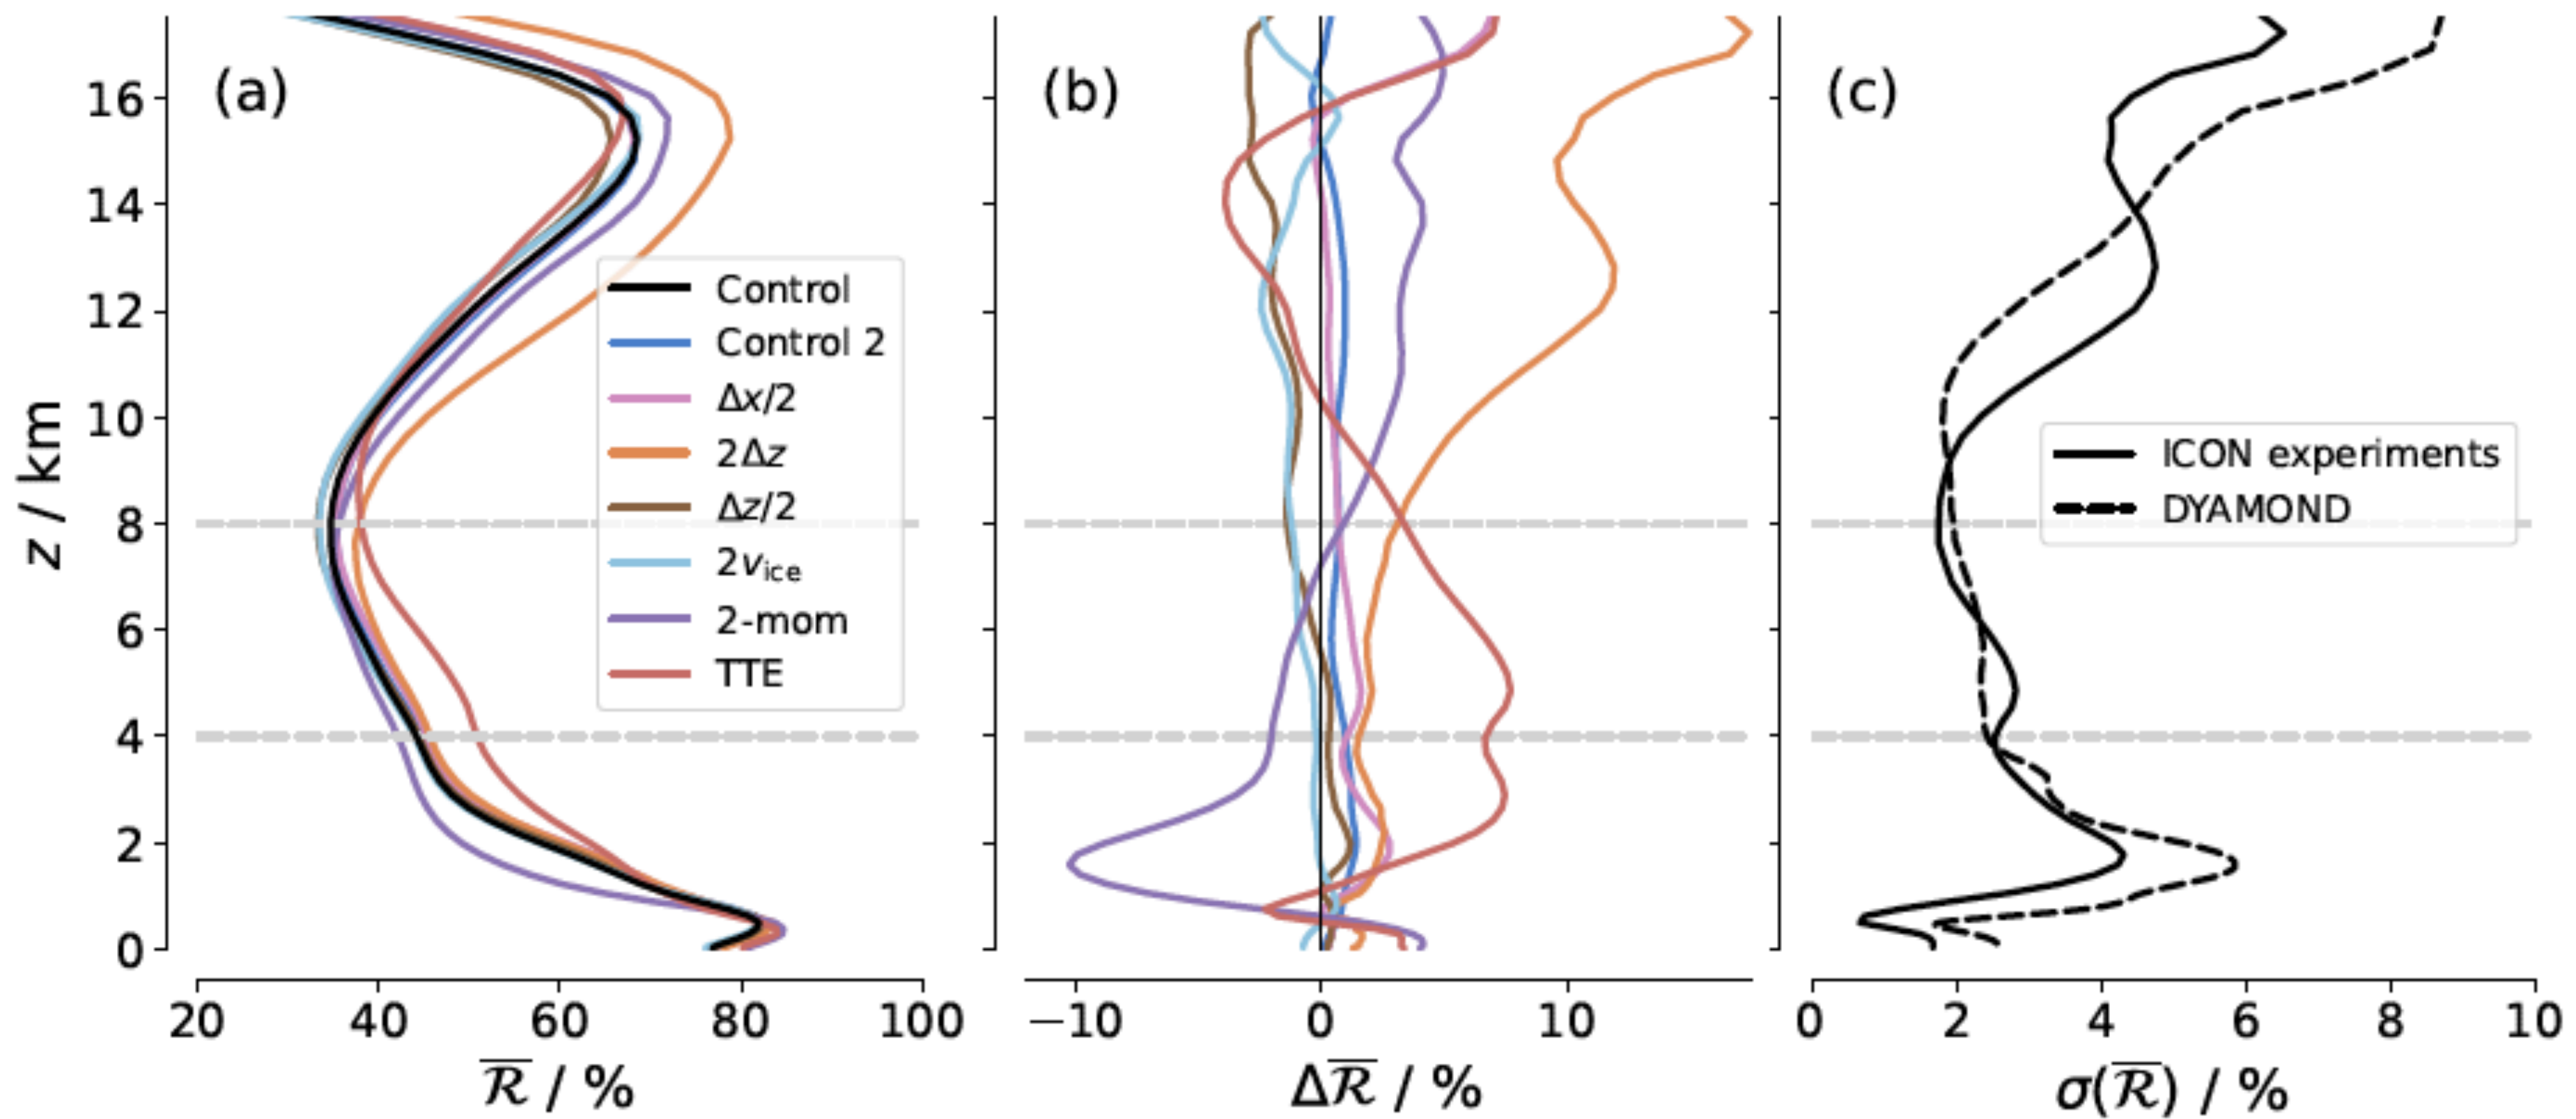 (a)
(b)
(c)
z / km
16
14
12
10
8
6
4
2
0
Control
Control 2
Δx/2
2Δz
Δz/2
2v_ice
2-mom
TTE
ICON experiments
DYAMOND
20 40 60 80 100
−10 0 10
0 2 4 6 8 10
R̅ / %
ΔR̅ / %
σ(R̅) / %